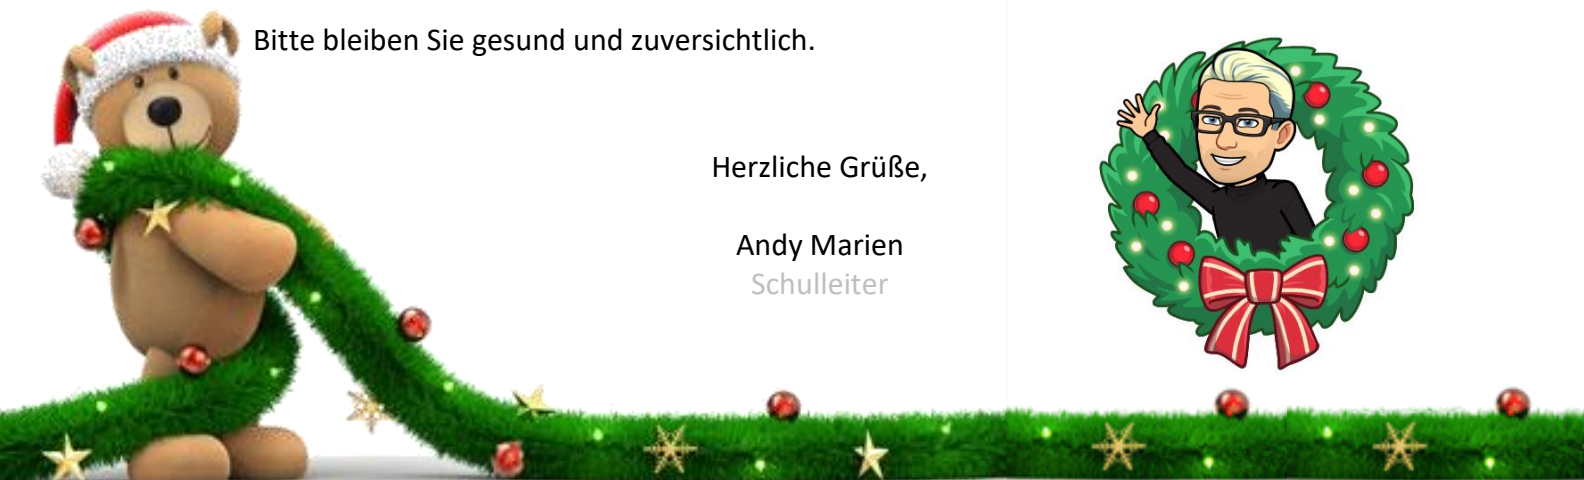 Bitte bleiben Sie gesund und zuversichtlich.
Herzliche Grüße,
Andy Marien
Schulleiter